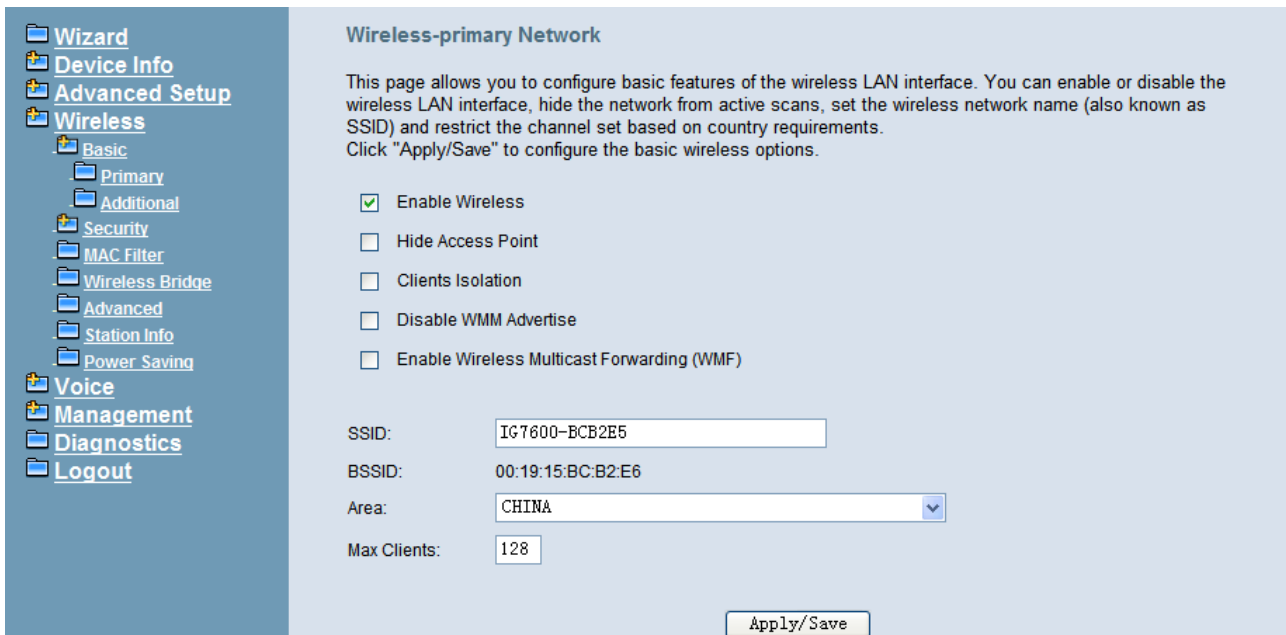 Wizard
Device Info
Advanced Setup
Wireless
Basic
Primary
Additional
Security
MAC Filter
Wireless Bridge
Advanced
Station Info
Power Saving
Voice
Management
Diagnostics
Logout
Wireless-primary Network
This page allows you to configure basic features of the wireless LAN interface. You can enable or disable the
wireless LAN interface, hide the network from active scans, set the wireless network name (also known as
SSID) and restrict the channel set based on country requirements.
Click "Apply/Save" to configure the basic wireless options.
Enable Wireless
Hide Access Point
Clients Isolation
Disable WMM Advertise
Enable Wireless Multicast Forwarding (WMF)
SSID: IG7600-BCB2E5
BSSID: 00:19:15:BC:B2:E6
Area: CHINA
Max Clients: 128
Apply/Save